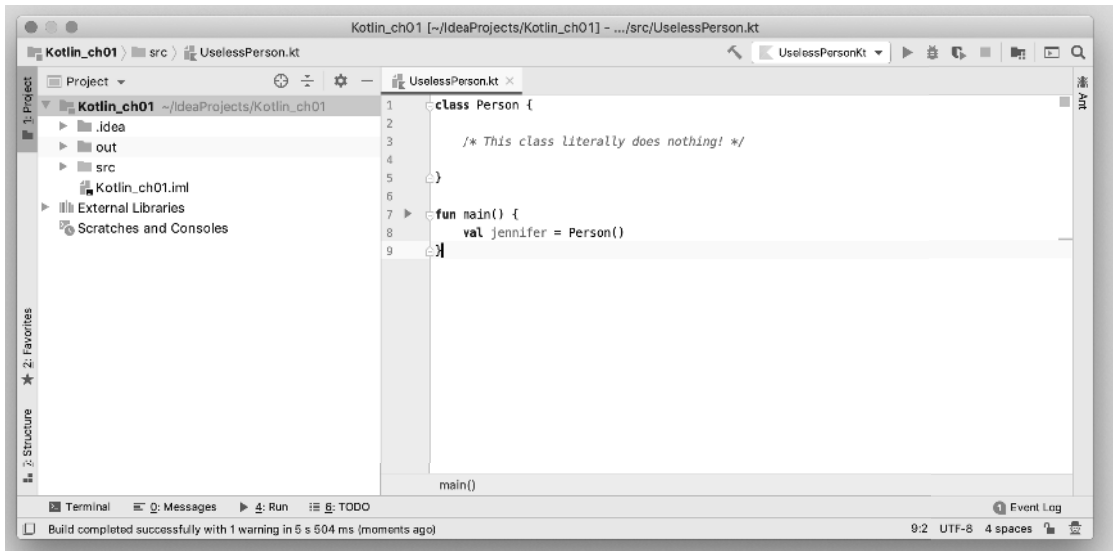 Kotlin_ch01 [~/IdeaProjects/Kotlin_ch01] - .../src/UselessPerson.kt
Kotlin_ch01 src UselessPerson.kt UselessPersonKt
Project UselessPerson.kt
1: Project
Kotlin_ch01 ~/IdeaProjects/Kotlin_ch01
.idea
out
src
Kotlin_ch01.iml
External Libraries
Scratches and Consoles
2: Favorites
7: Structure
1 class Person {
2
3 /* This class literally does nothing! */
4
5 }
6
7 fun main() {
8 val jennifer = Person()
9 }
Ant
main()
Terminal 0: Messages 4: Run 6: TODO 1 Event Log
Build completed successfully with 1 warning in 5 s 504 ms (moments ago) 9:2 UTF-8 4 spaces